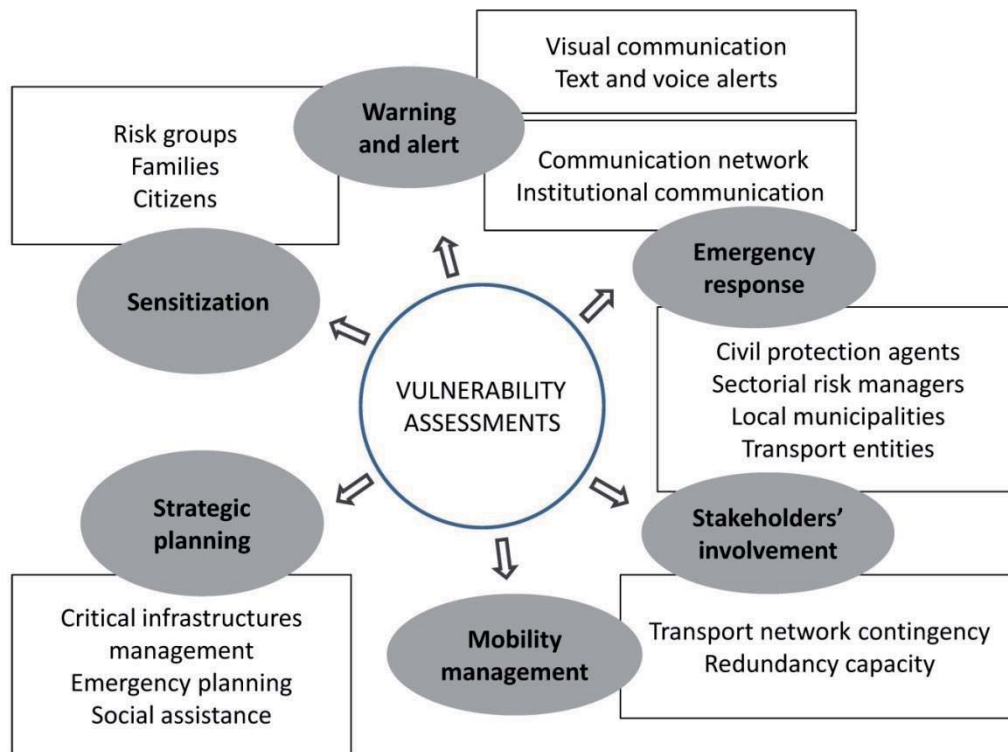 Visual communication
Text and voice alerts
Warning
and alert
Risk groups
Families
Citizens
Communication network
Institutional communication
Emergency
response
Sensitization
VULNERABILITY
ASSESSMENTS
Civil protection agents
Sectorial risk managers
Local municipalities
Transport entities
Strategic
planning
Stakeholders’
involvement
Critical infrastructures
management
Emergency planning
Social assistance
Mobility
management
Transport network contingency
Redundancy capacity